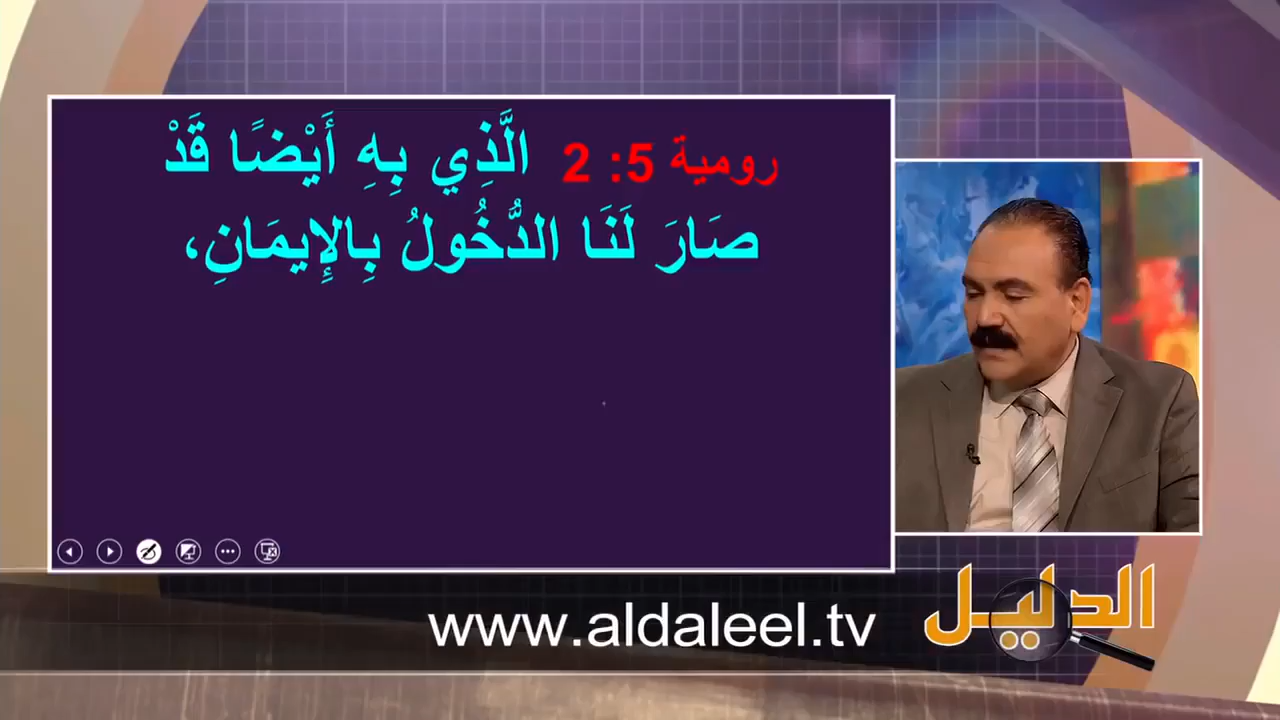 رومية 5: 2 الَّذِي بِهِ أَيْضًا قَدْ
صَارَ لَنَا الدُّخُولُ بِالإِيمَانِ،
الدليل
www.aldaleel.tv